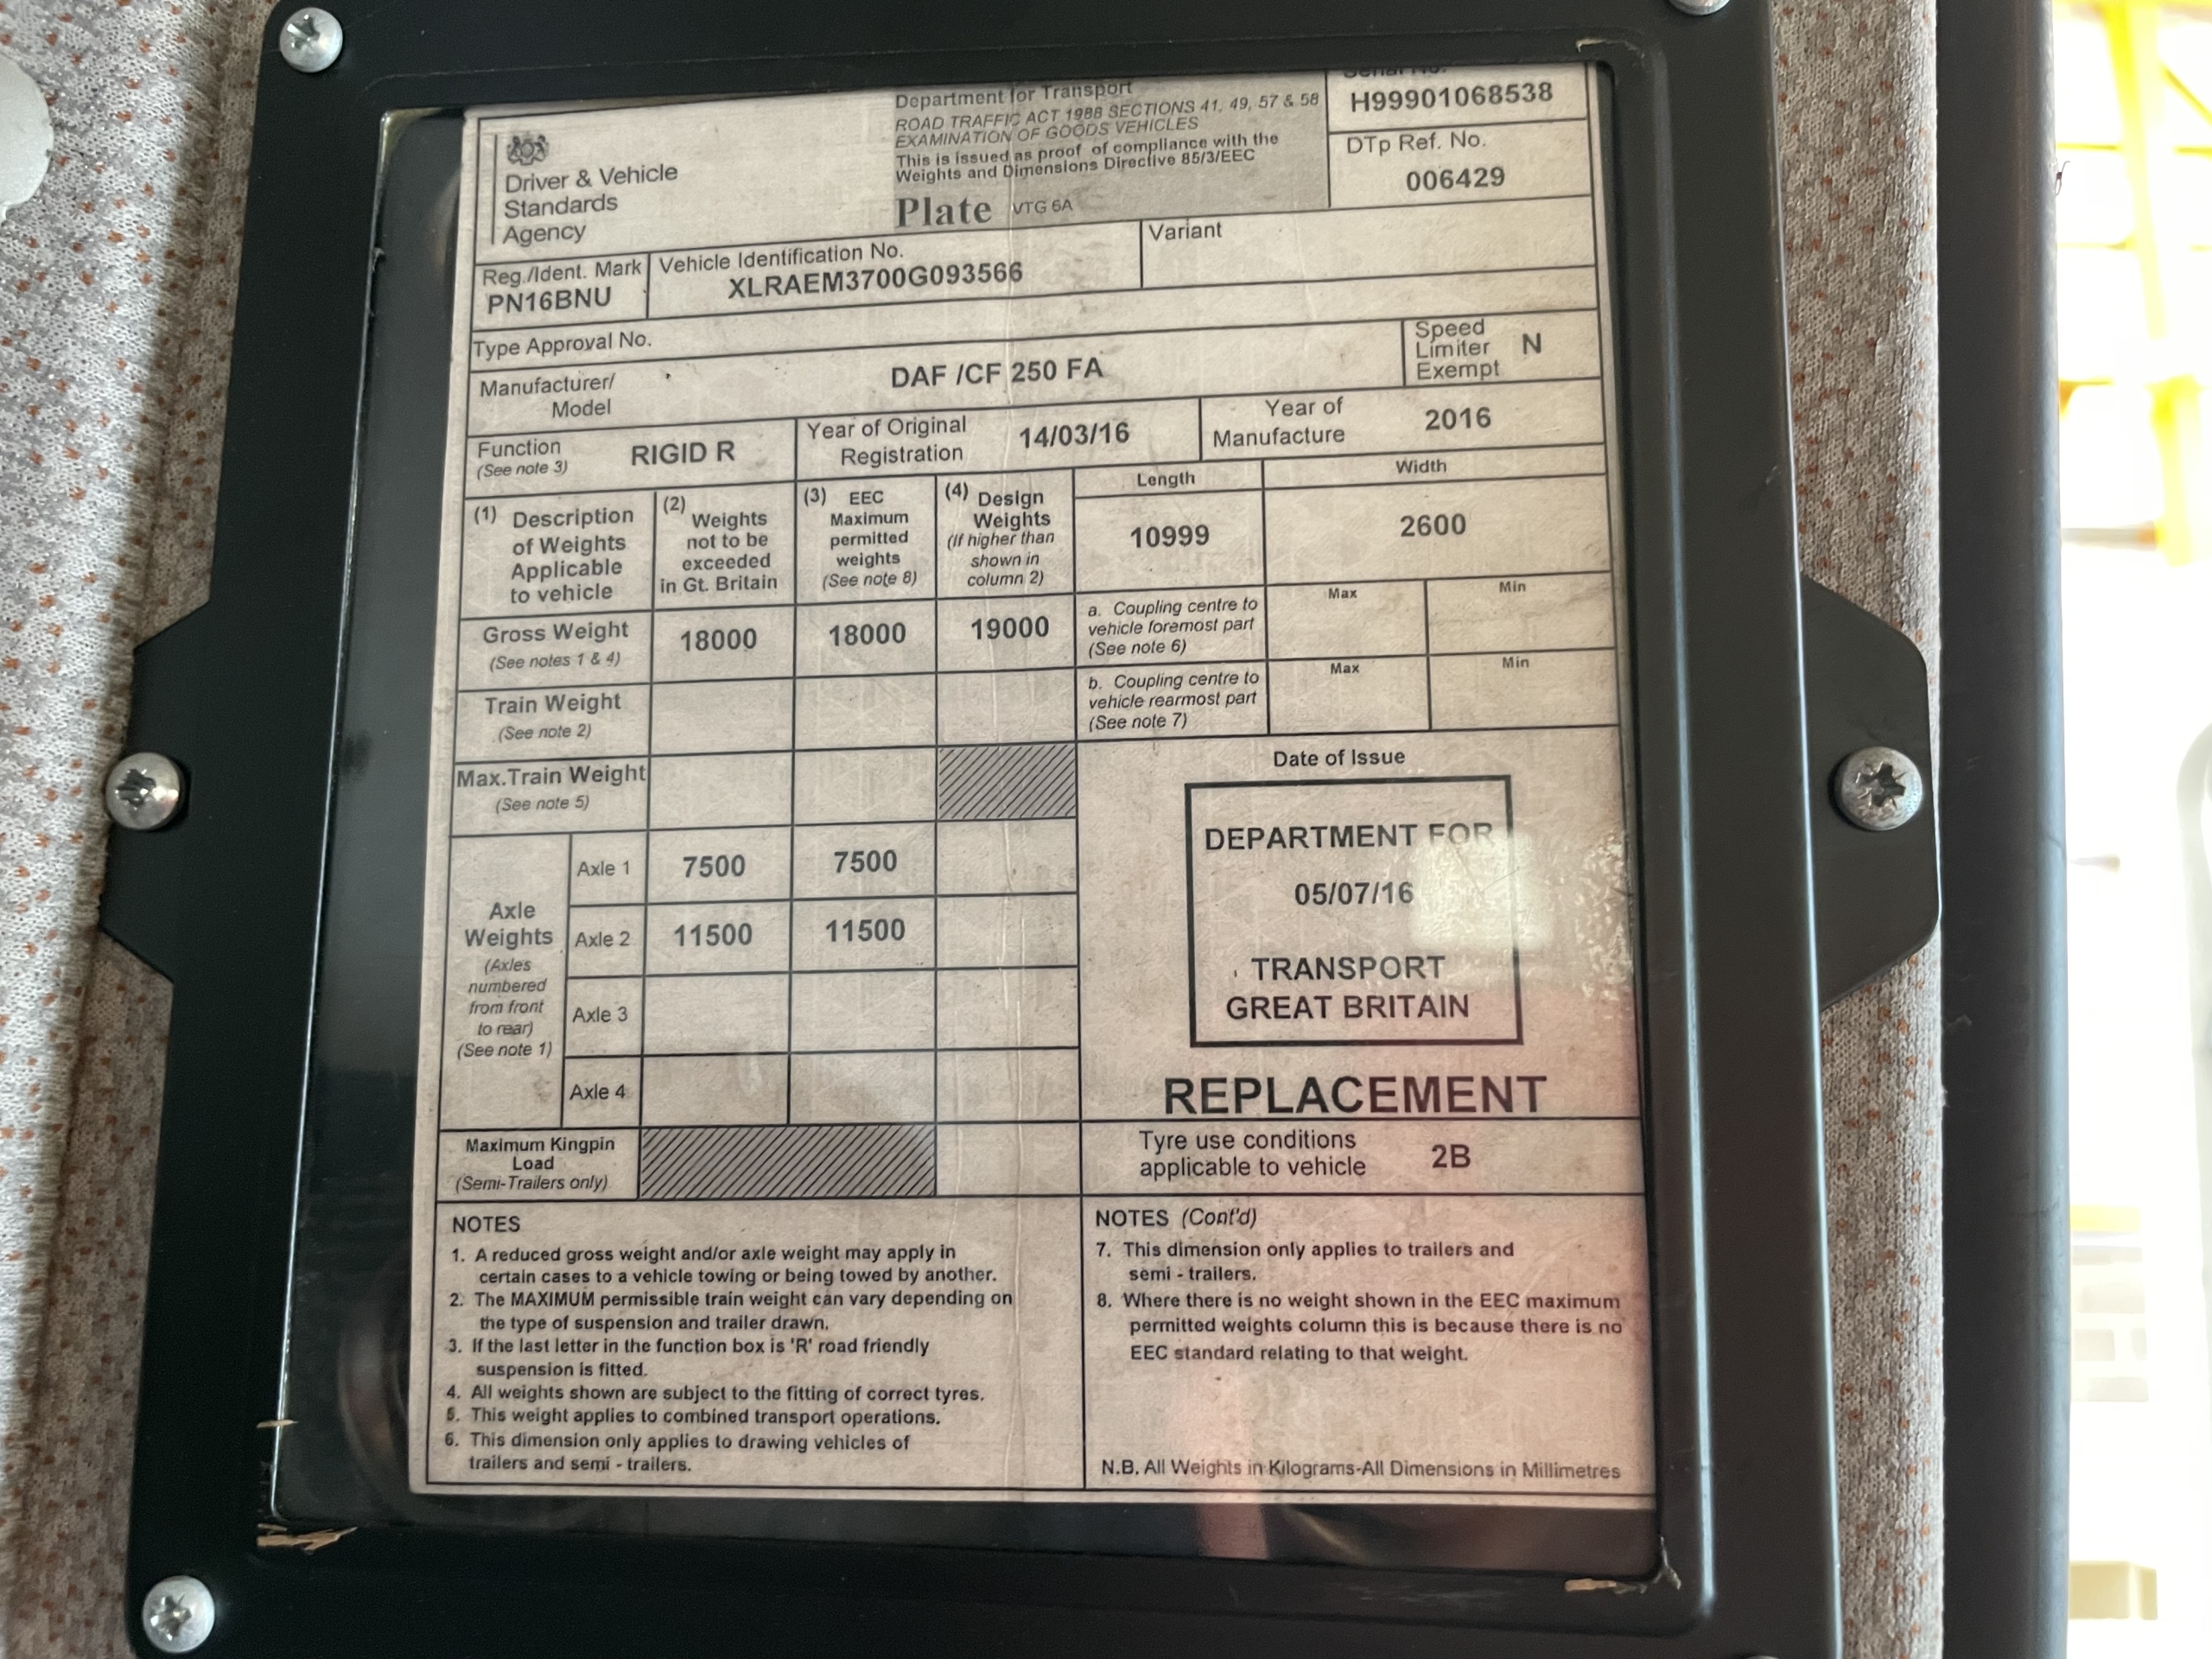 Department for Transport
ROAD TRAFFIC ACT 1988 SECTIONS 41, 49, 57 & 58
EXAMINATION OF GOODS VEHICLES
This is issued as proof of compliance with the
Weights and Dimensions Directive 85/3/EEC
Plate VTG 6A
Serial No.
H99901068538
DTp Ref. No.
006429
Driver & Vehicle
Standards
Agency
Reg./Ident. Mark
PN16BNU
Vehicle Identification No.
XLRAEM3700G093566
Variant
Type Approval No.
Manufacturer/
Model
DAF /CF 250 FA
Speed
Limiter
Exempt
N
Function
(See note 3)
RIGID R
Year of Original
Registration
14/03/16
Year of
Manufacture
2016
(1) Description
of Weights
Applicable
to vehicle
(2) Weights
not to be
exceeded
in Gt. Britain
(3) EEC
Maximum
permitted
weights
(See note 8)
(4) Design
Weights
(If higher than
shown in
column 2)
Length
10999
Width
2600
Gross Weight
(See notes 1 & 4)
18000
18000
19000
a. Coupling centre to
vehicle foremost part
(See note 6)
Max
Min
Train Weight
(See note 2)
b. Coupling centre to
vehicle rearmost part
(See note 7)
Max
Min
Max.Train Weight
(See note 5)
Axle
Weights
(Axles
numbered
from front
to rear)
(See note 1)
Axle 1
7500
7500
Axle 2
11500
11500
Axle 3
Axle 4
Date of Issue
DEPARTMENT FOR
05/07/16
TRANSPORT
GREAT BRITAIN
REPLACEMENT
Maximum Kingpin
Load
(Semi-Trailers only)
Tyre use conditions
applicable to vehicle
2B
NOTES
1. A reduced gross weight and/or axle weight may apply in
certain cases to a vehicle towing or being towed by another.
2. The MAXIMUM permissible train weight can vary depending on
the type of suspension and trailer drawn.
3. If the last letter in the function box is 'R' road friendly
suspension is fitted.
4. All weights shown are subject to the fitting of correct tyres.
5. This weight applies to combined transport operations.
6. This dimension only applies to drawing vehicles of
trailers and semi - trailers.
NOTES (Cont'd)
7. This dimension only applies to trailers and
semi - trailers.
8. Where there is no weight shown in the EEC maximum
permitted weights column this is because there is no
EEC standard relating to that weight.
N.B. All Weights in Kilograms-All Dimensions in Millimetres